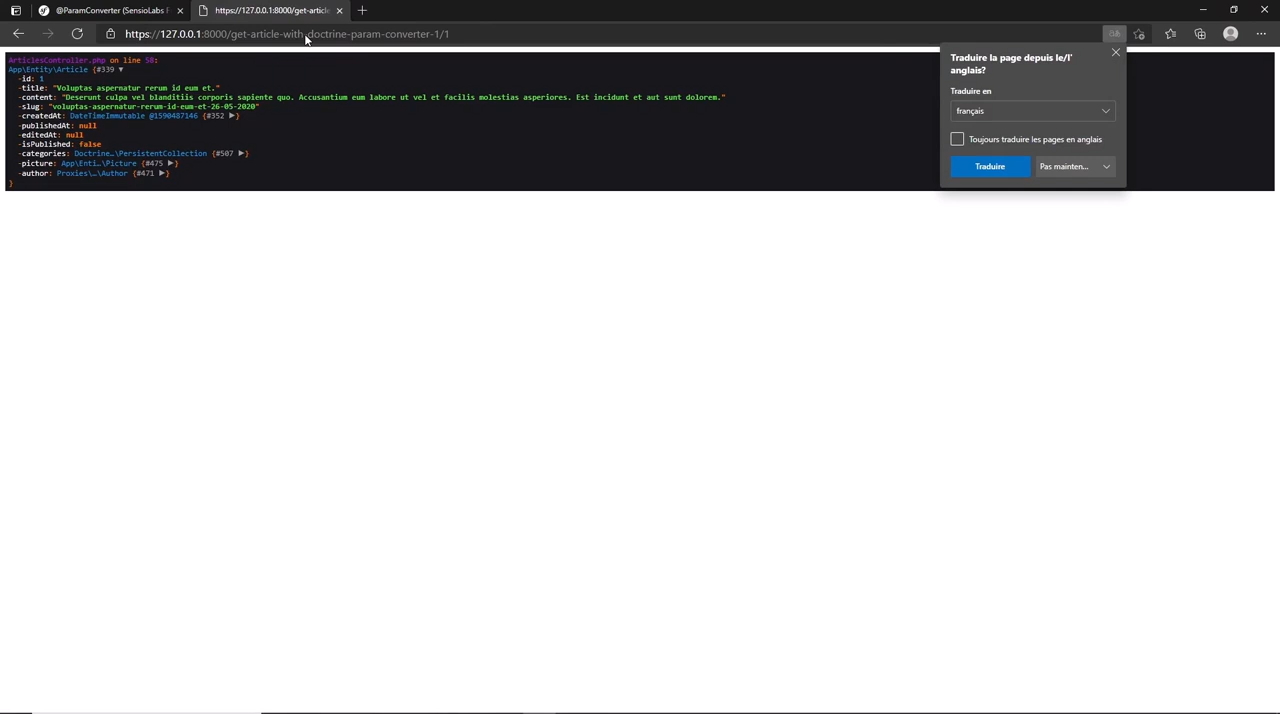 @ParamConverter (SensioLabs F
https://127.0.0.1:8000/get-article
https://127.0.0.1:8000/get-article-with-doctrine-param-converter-1/1
ArticlesController.php on line 58:
App\Entity\Article {#339 ▼
-id: 1
-title: "Voluptas aspernatur rerum id eum et."
-content: "Deserunt culpa vel blanditiis corporis sapiente quo. Accusantium eum labore ut vel et facilis molestias asperiores. Est incidunt et aut sunt dolorem."
-slug: "voluptas-aspernatur-rerum-id-eum-et-26-05-2020"
-createdAt: DateTimeImmutable @1590487146 {#352 ▶}
-publishedAt: null
-editedAt: null
-isPublished: false
-categories: Doctrine…\PersistentCollection {#507 ▶}
-picture: App\Enti…\Picture {#475 ▶}
-author: Proxies\…\Author {#471 ▶}
}
Traduire la page depuis le/l'
anglais?
Traduire en
français
Toujours traduire les pages en anglais
Traduire
Pas mainten...